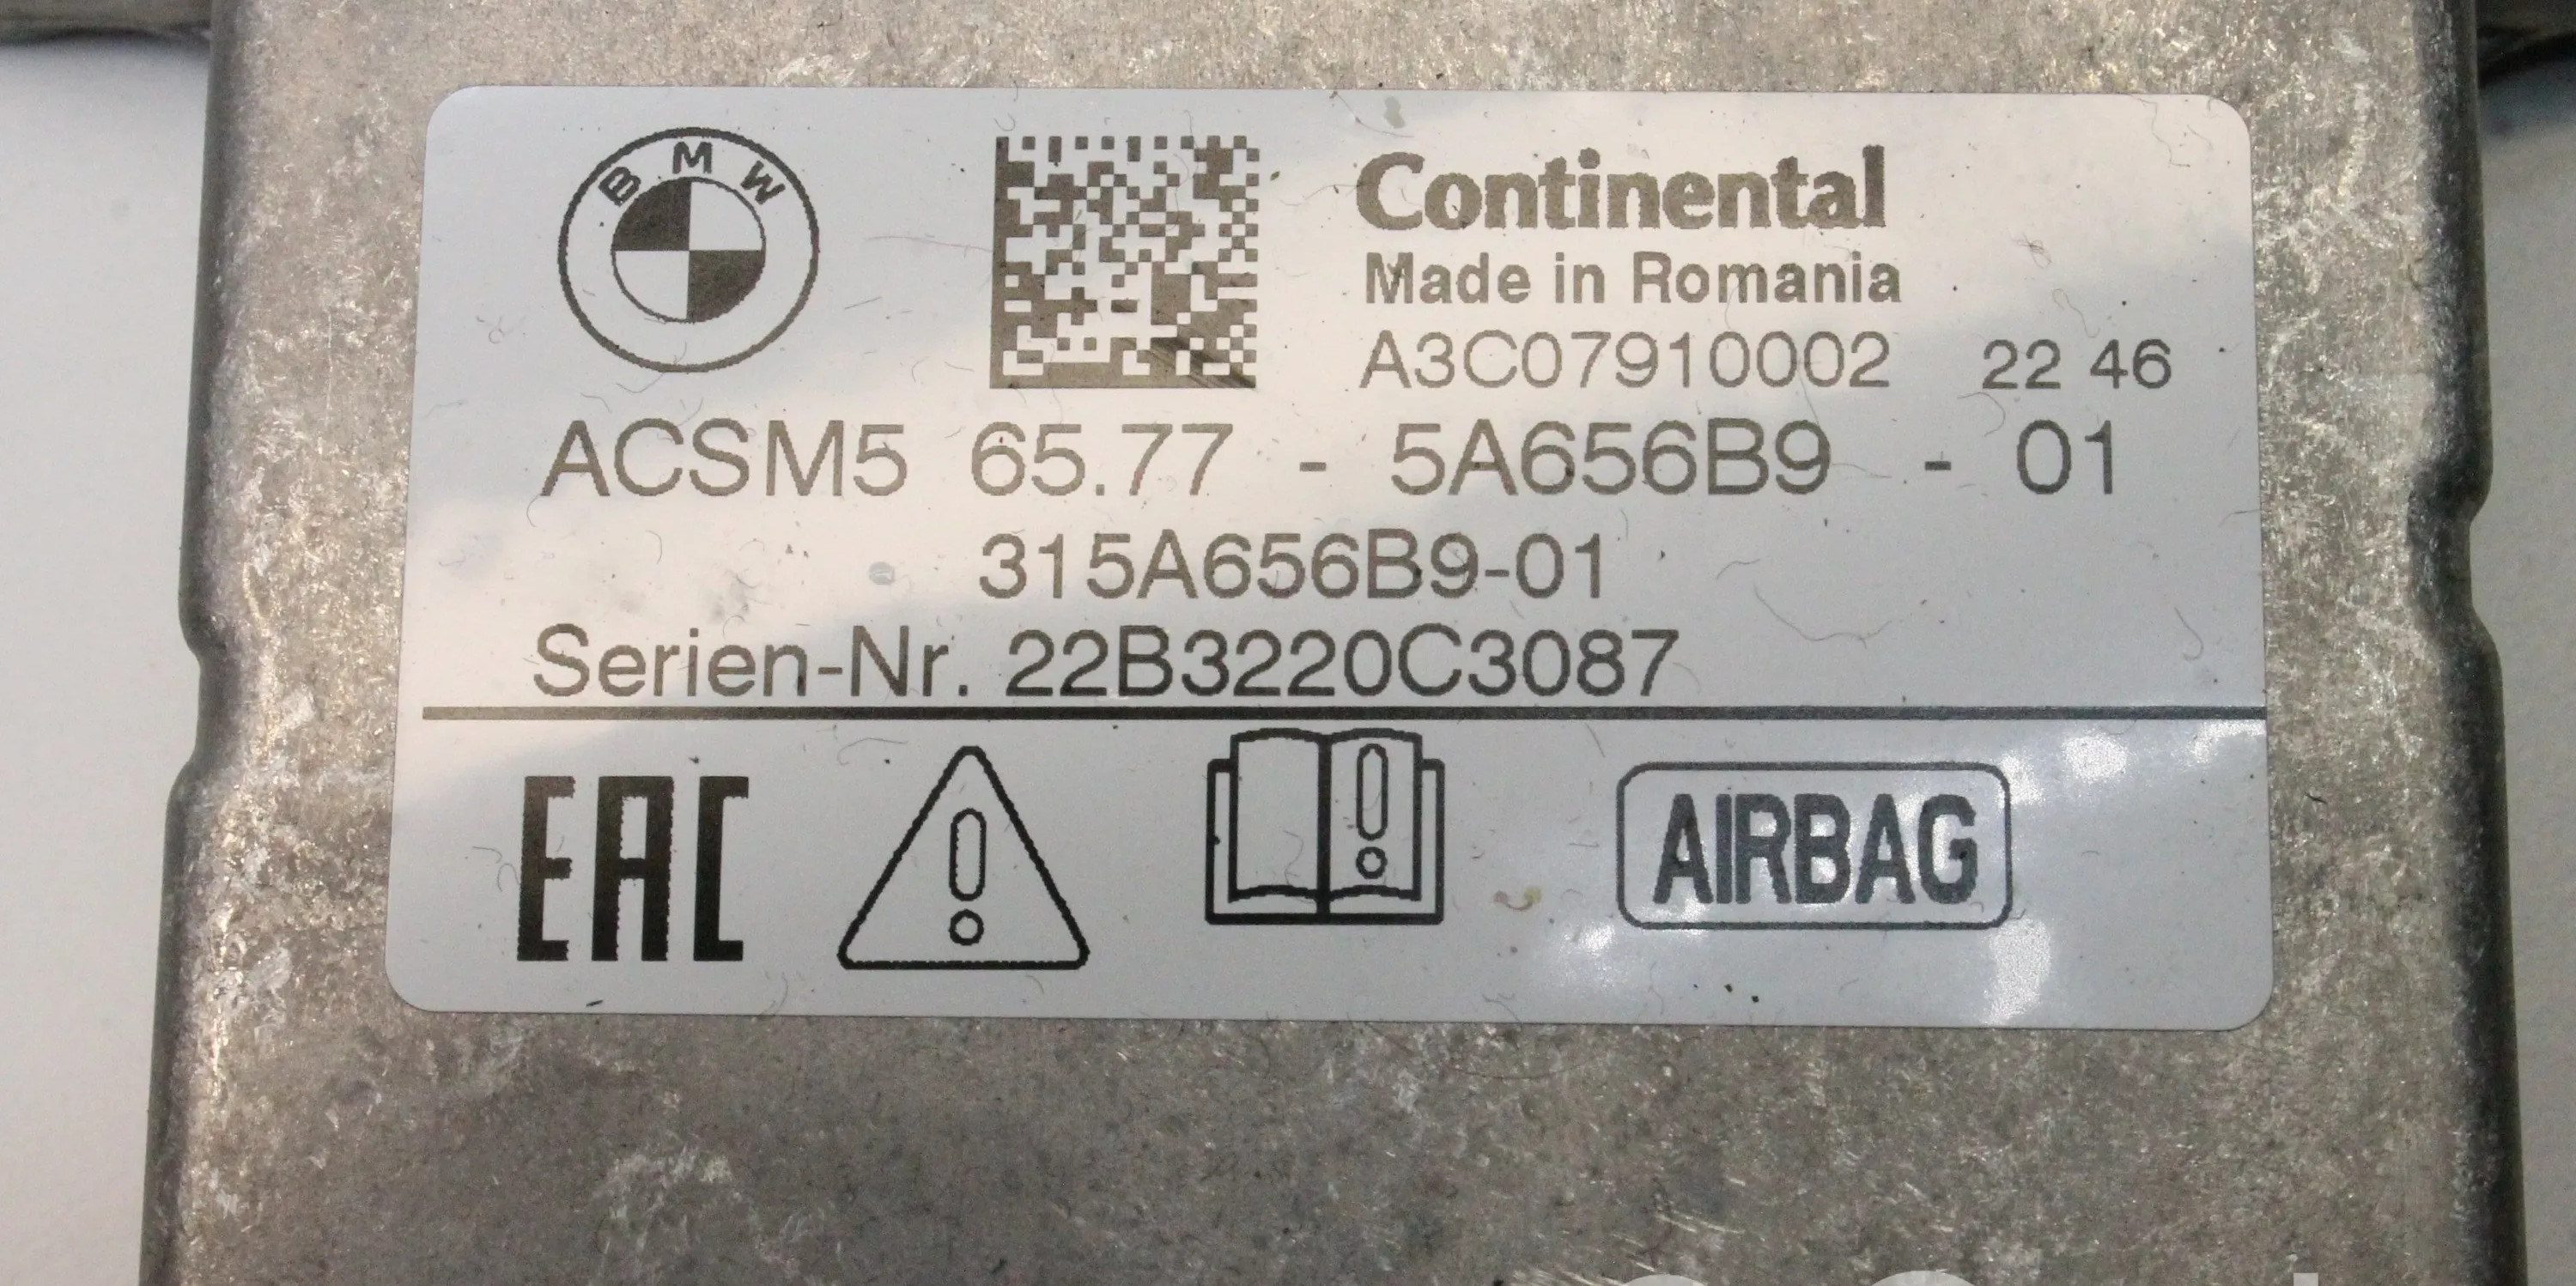 BMW
Continental
Made in Romania
A3C07910002 22 46
ACSM5 65.77 - 5A656B9 - 01
315A656B9-01
Serien-Nr. 22B3220C3087
EAC
AIRBAG